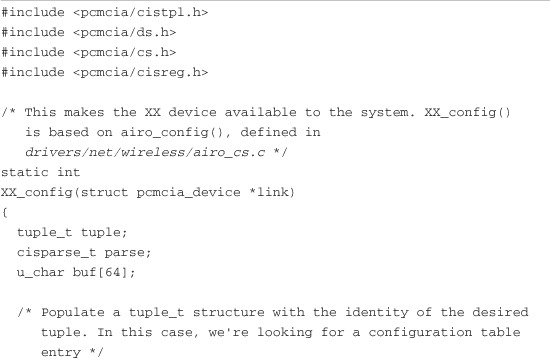 #include <pcmcia/cistpl.h>
#include <pcmcia/ds.h>
#include <pcmcia/cs.h>
#include <pcmcia/cisreg.h>

/* This makes the XX device available to the system. XX_config()
   is based on airo_config(), defined in
   drivers/net/wireless/airo_cs.c */
static int
XX_config(struct pcmcia_device *link)
{
  tuple_t tuple;
  cisparse_t parse;
  u_char buf[64];

  /* Populate a tuple_t structure with the identity of the desired
     tuple. In this case, we're looking for a configuration table
     entry */